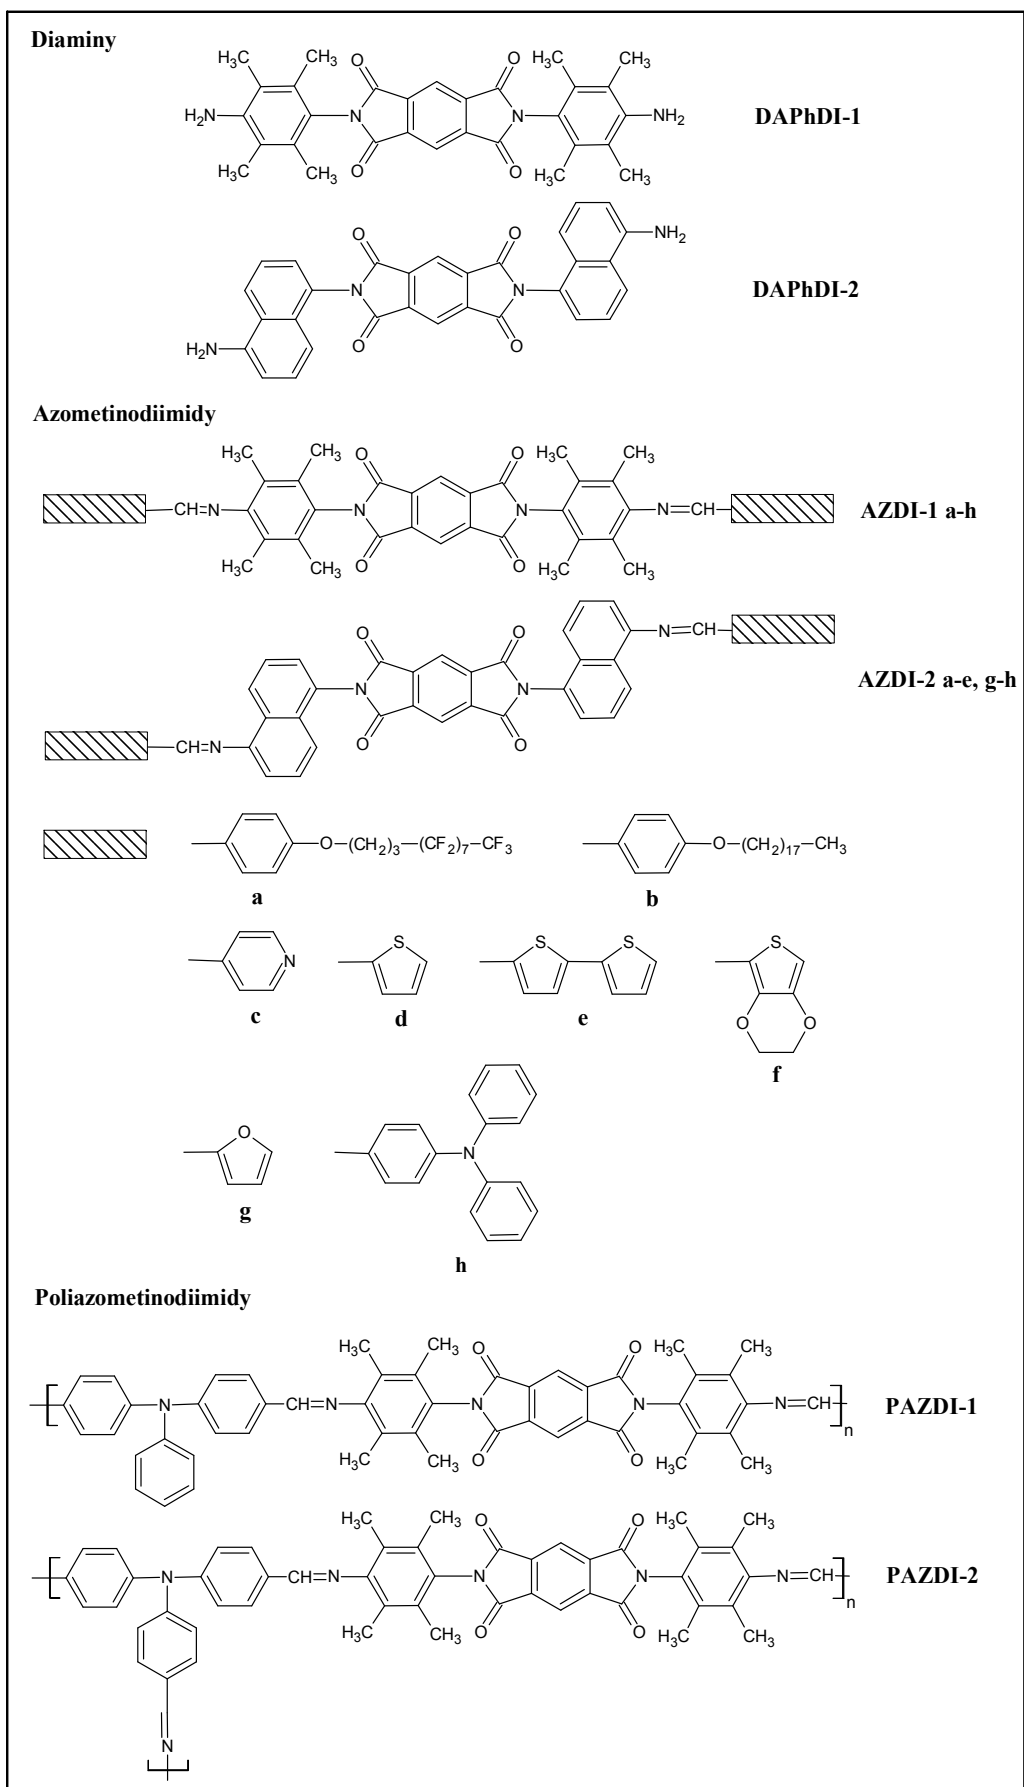 Diaminy
H3C CH3 O O H3C CH3
H2N N N NH2 DAPhDI-1
H3C CH3 O O H3C CH3
O O NH2
N N DAPhDI-2
H2N O O
Azometinodiimidy
H3C CH3 O O H3C CH3
CH=N N N N=CH AZDI-1 a-h
H3C CH3 O O H3C CH3
O O N=CH
N N AZDI-2 a-e, g-h
CH=N O O
O—(CH2)3—(CF2)7—CF3 O—(CH2)17—CH3
a b
N S S S S
O O
c d e f
O N
g h
Poliazometinodiimidy
H3C CH3 O O H3C CH3
N CH=N N N N=CH n PAZDI-1
H3C CH3 O O H3C CH3
H3C CH3 O O H3C CH3
N CH=N N N N=CH n PAZDI-2
H3C CH3 O O H3C CH3
N